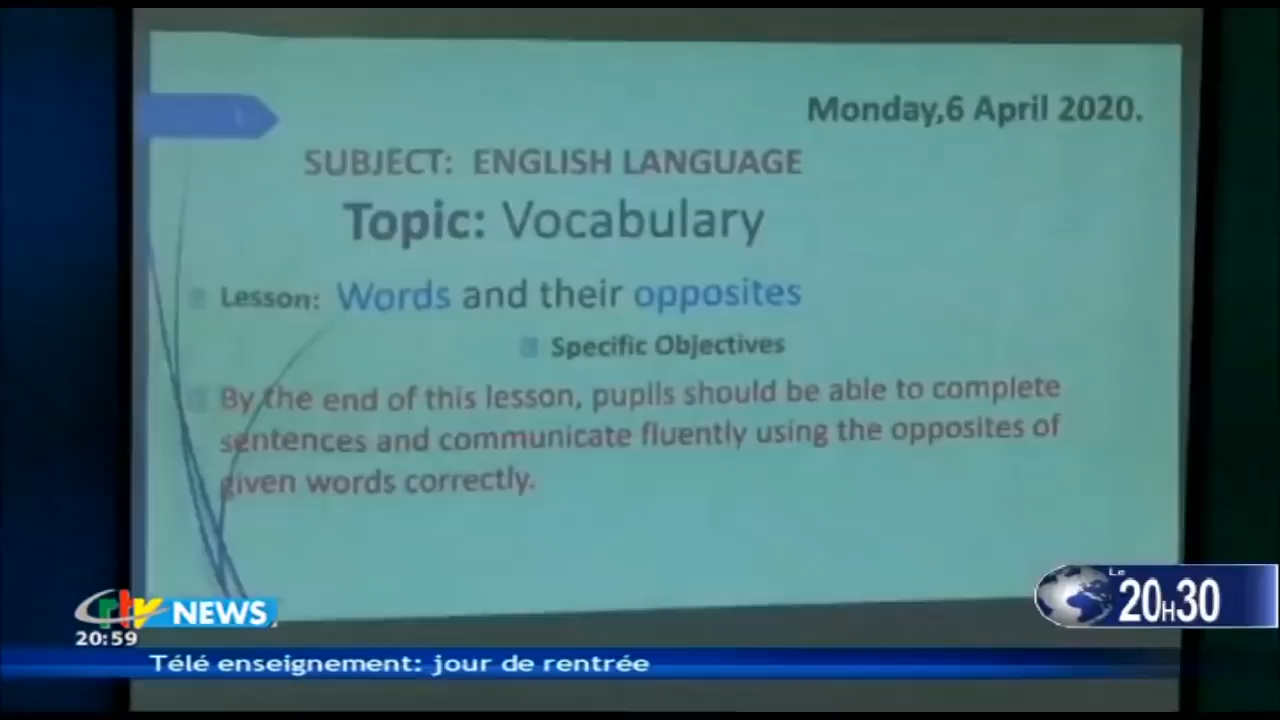 Monday,6 April 2020.
SUBJECT: ENGLISH LANGUAGE
Topic: Vocabulary
Lesson: Words and their opposites
Specific Objectives
By the end of this lesson, pupils should be able to complete
sentences and communicate fluently using the opposites of
given words correctly.
crtv NEWS
Le
20H30
20:59
Télé enseignement: jour de rentrée